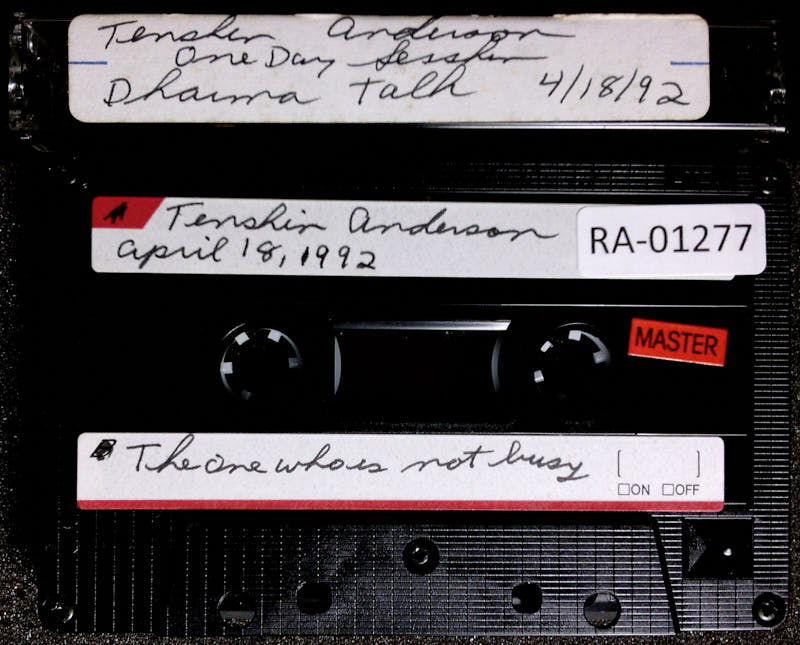 Tenshin Anderson
One Day Sesshin
Dharma Talk 4/18/92
A Tenshin Anderson
April 18, 1992
RA-01277
MASTER
B The one who is not busy [ ]
□ON □OFF